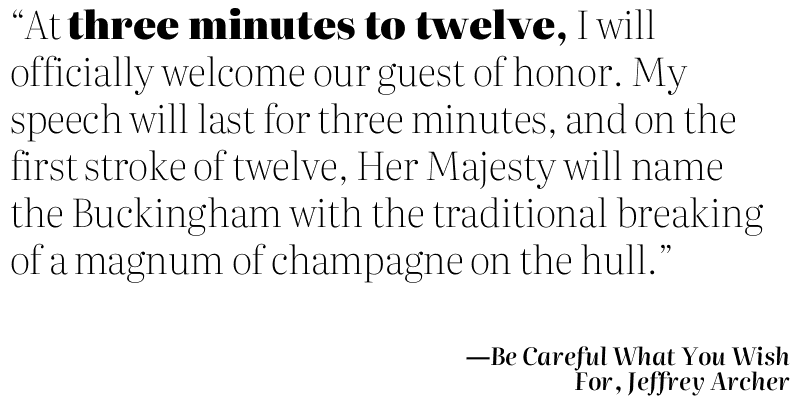 “At three minutes to twelve, I will
officially welcome our guest of honor. My
speech will last for three minutes, and on the
first stroke of twelve, Her Majesty will name
the Buckingham with the traditional breaking
of a magnum of champagne on the hull.”
—Be Careful What You Wish
For, Jeffrey Archer